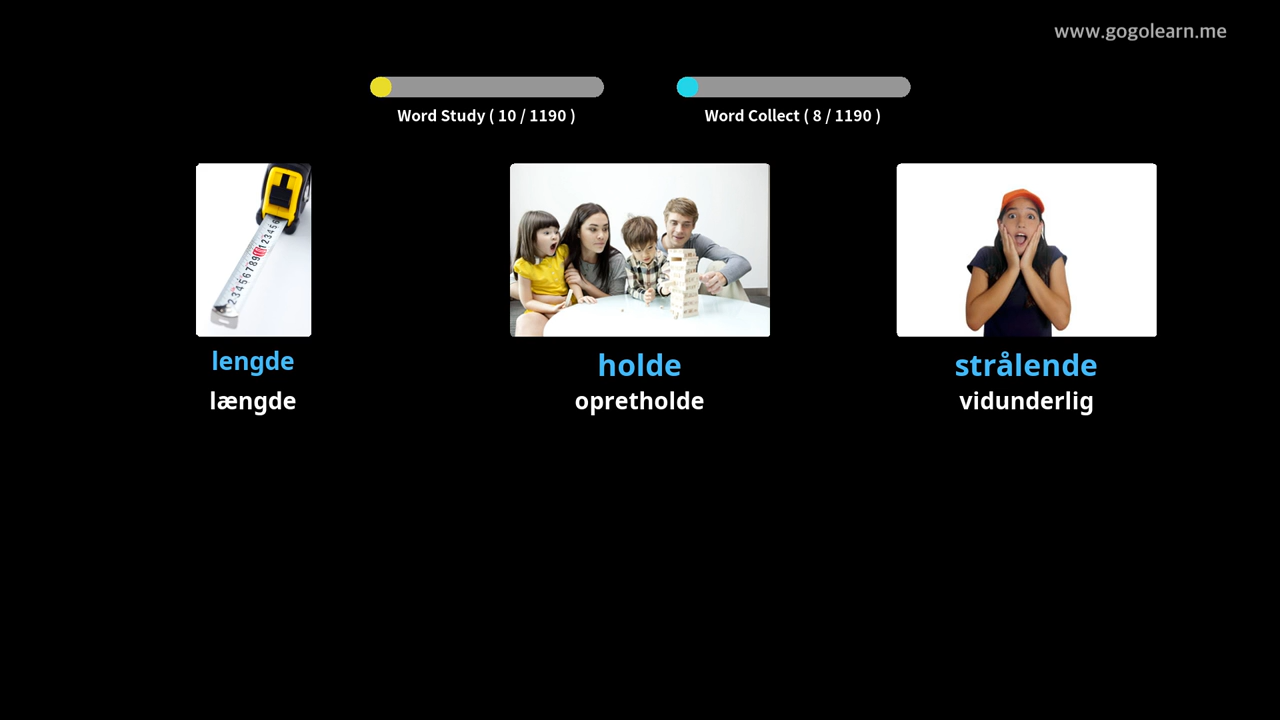 www.gogolearn.me
Word Study ( 10 / 1190 )
Word Collect ( 8 / 1190 )
lengde
længde
holde
opretholde
strålende
vidunderlig